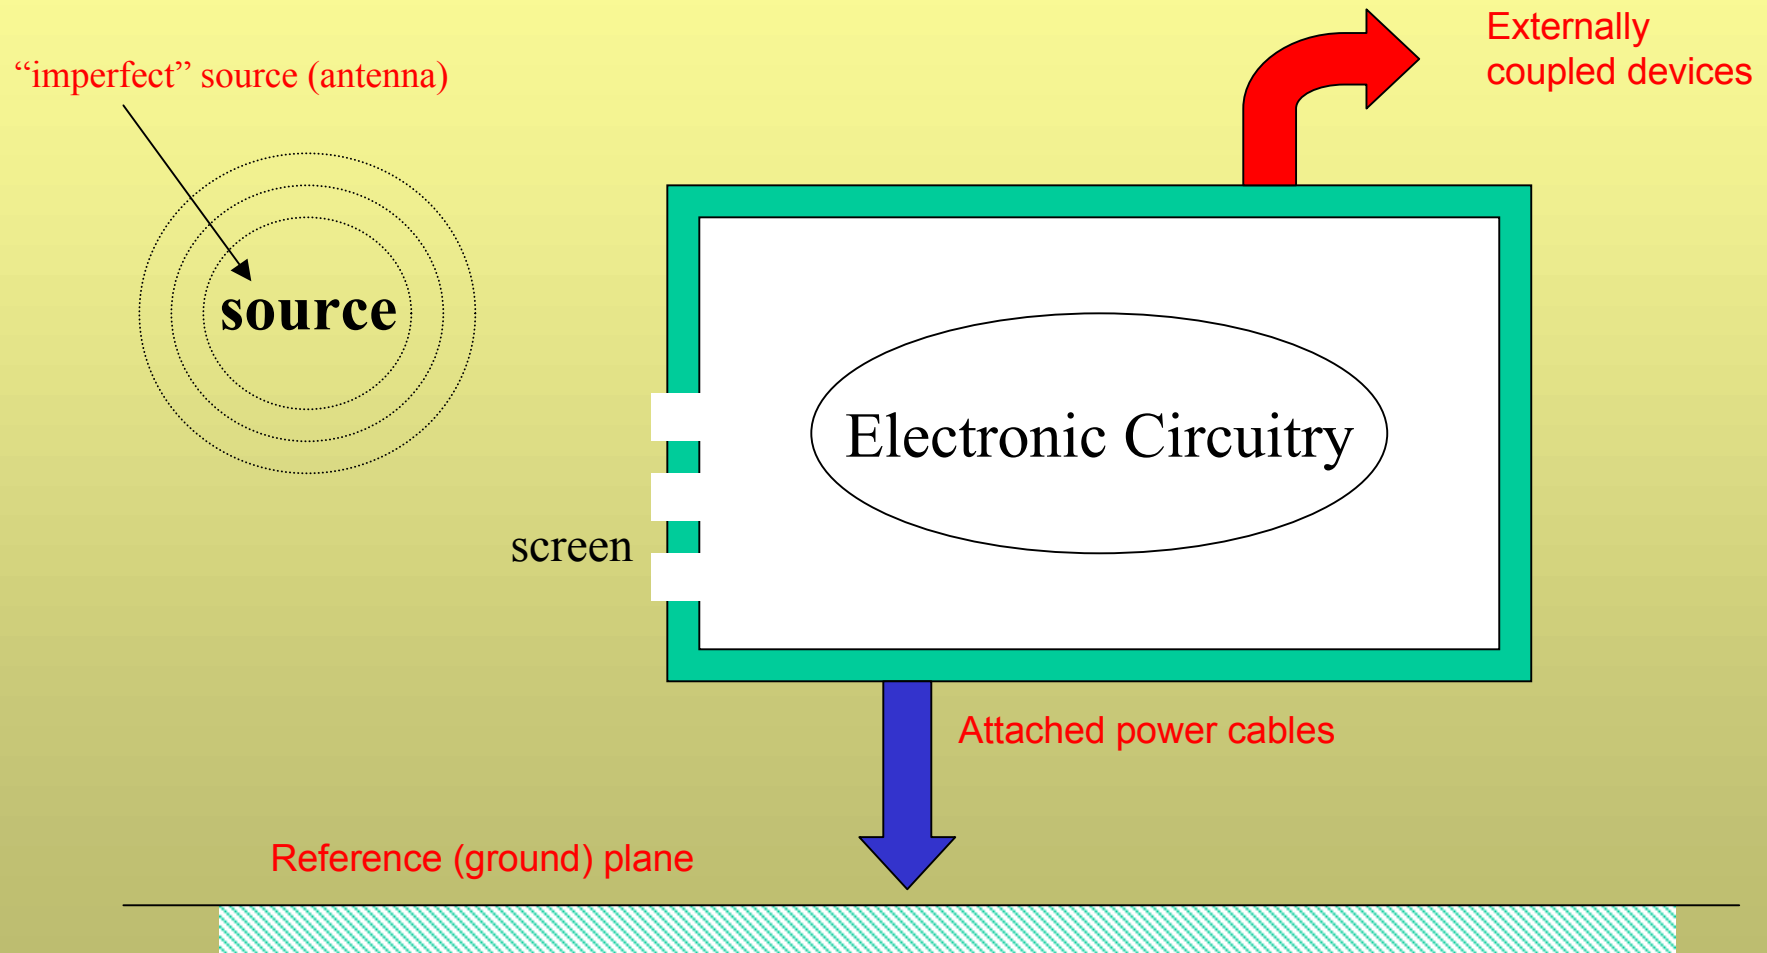 Externally
coupled devices
“imperfect” source (antenna)
source
Electronic Circuitry
screen
Attached power cables
Reference (ground) plane